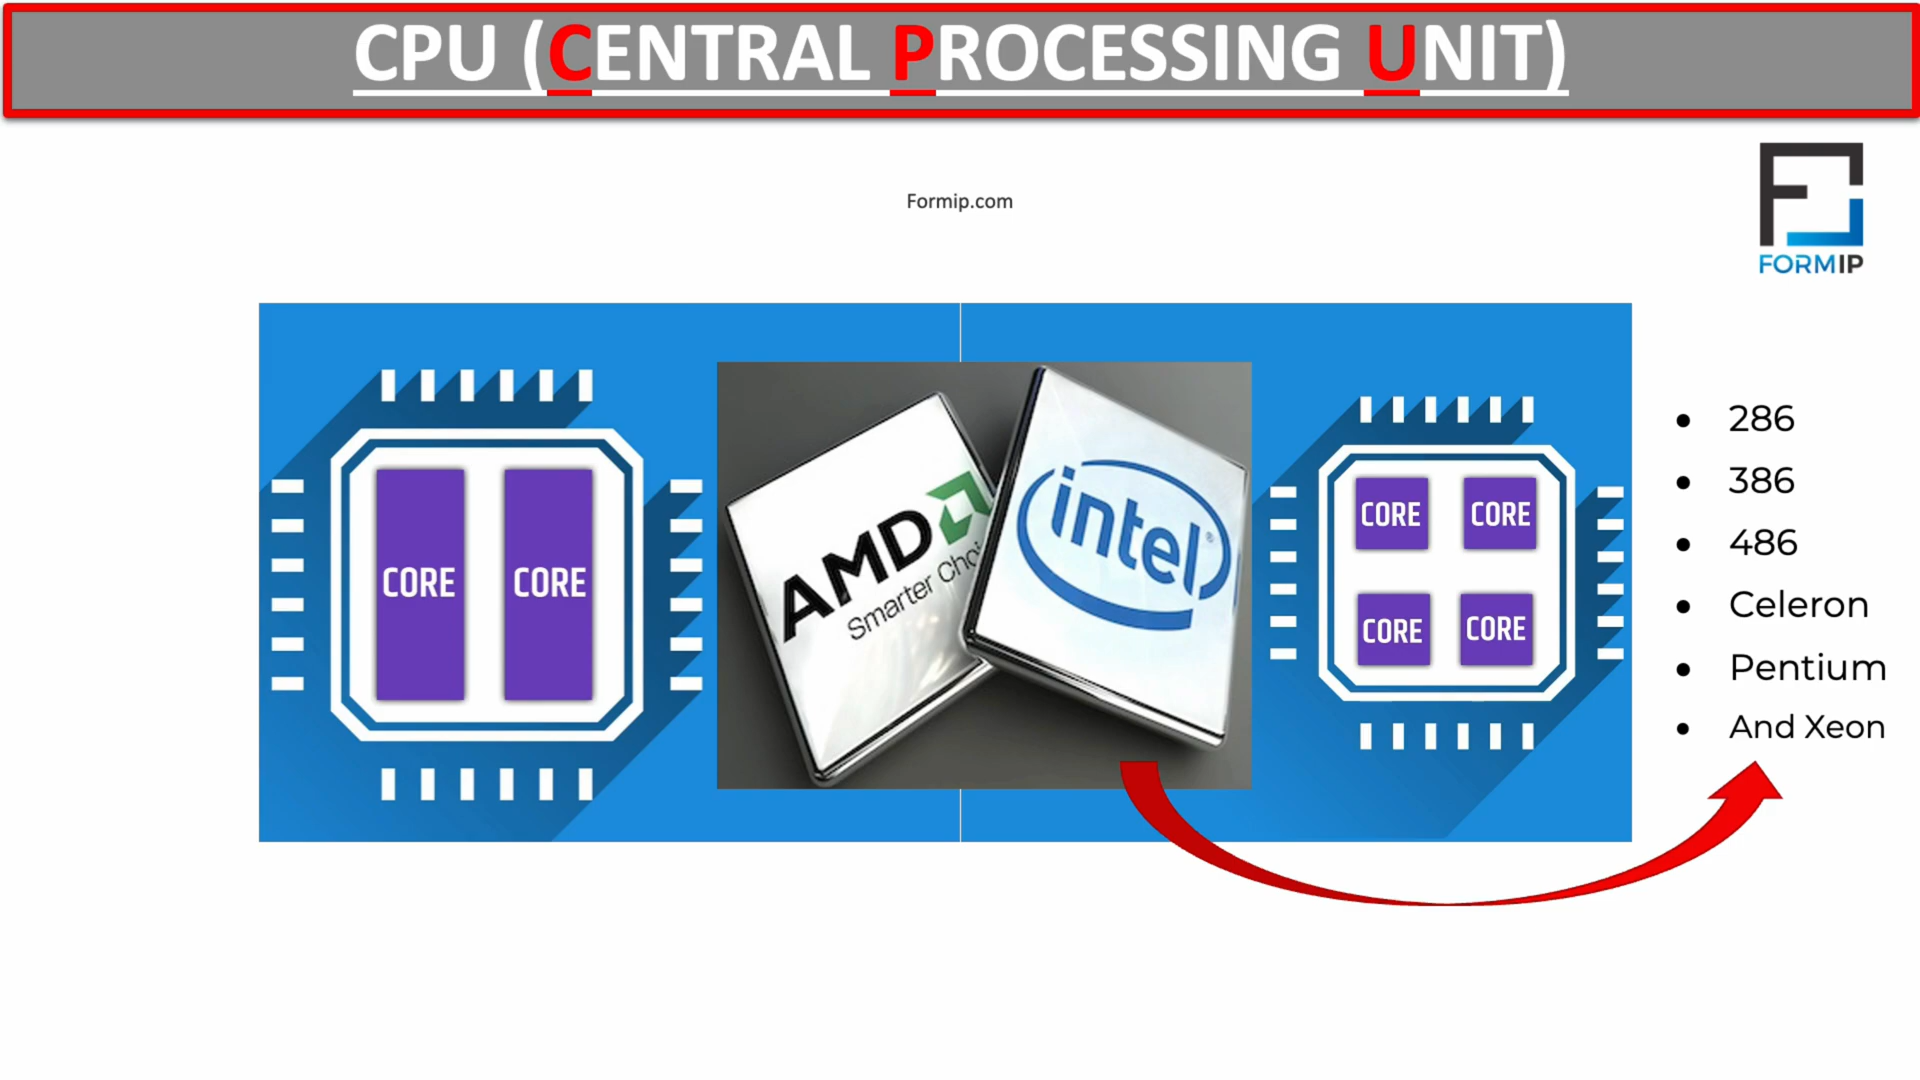 CPU (CENTRAL PROCESSING UNIT)
Formip.com
FORMIP
CORE CORE
AMD
Smarter Choi
intel
®
CORE CORE
CORE CORE
286
386
486
Celeron
Pentium
And Xeon